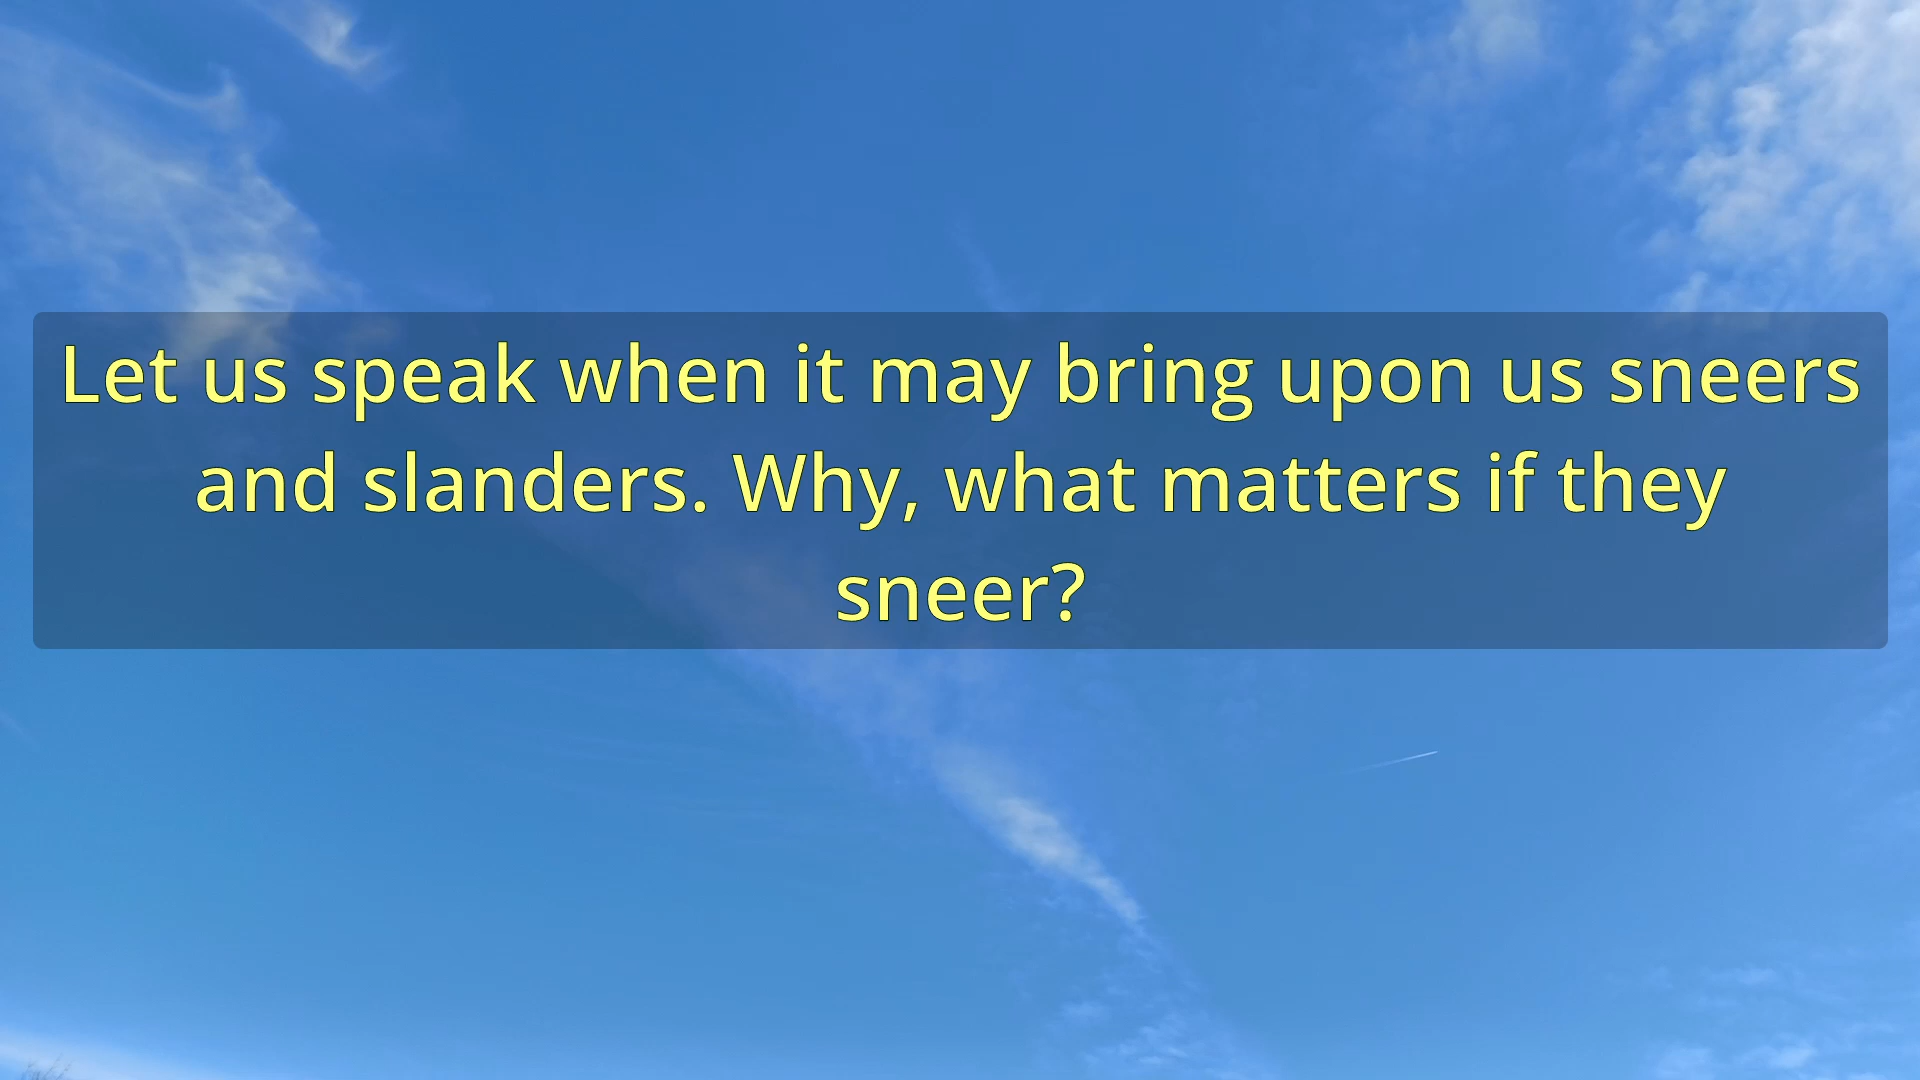 Let us speak when it may bring upon us sneers
and slanders. Why, what matters if they
sneer?